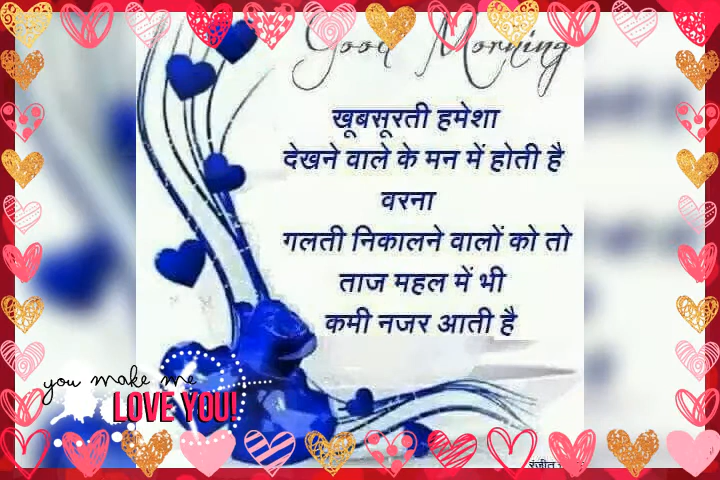 Good Morning
खूबसूरती हमेशा
देखने वाले के मन में होती है
वरना
गलती निकालने वालों को तो
ताज महल में भी
कमी नजर आती है
you make me
LOVE YOU!
रंजीत